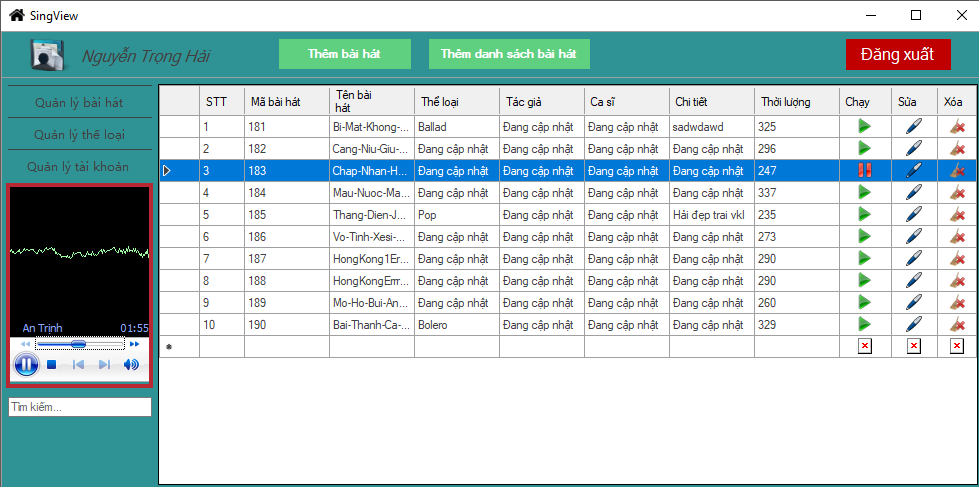 SingView
Nguyễn Trọng Hải
Thêm bài hát
Thêm danh sách bài hát
Đăng xuất
Quản lý bài hát
Quản lý thể loại
Quản lý tài khoản
An Trịnh 01:55
Tìm kiếm...
STT Mã bài hát Tên bài hát Thể loại Tác giả Ca sĩ Chi tiết Thời lượng Chạy Sửa Xóa
1 181 Bi-Mat-Khong-... Ballad Đang cập nhật Đang cập nhật sadwdawd 325
2 182 Cang-Niu-Giu-... Đang cập nhật Đang cập nhật Đang cập nhật Đang cập nhật 296
3 183 Chap-Nhan-H... Đang cập nhật Đang cập nhật Đang cập nhật Đang cập nhật 247
4 184 Mau-Nuoc-Ma... Đang cập nhật Đang cập nhật Đang cập nhật Đang cập nhật 337
5 185 Thang-Dien-J... Pop Đang cập nhật Đang cập nhật Hải đẹp trai vkl 235
6 186 Vo-Tinh-Xesi-... Đang cập nhật Đang cập nhật Đang cập nhật Đang cập nhật 273
7 187 HongKong1Er... Đang cập nhật Đang cập nhật Đang cập nhật Đang cập nhật 290
8 188 HongKongErr... Đang cập nhật Đang cập nhật Đang cập nhật Đang cập nhật 290
9 189 Mo-Ho-Bui-An... Đang cập nhật Đang cập nhật Đang cập nhật Đang cập nhật 260
10 190 Bai-Thanh-Ca-... Bolero Đang cập nhật Đang cập nhật Đang cập nhật 329